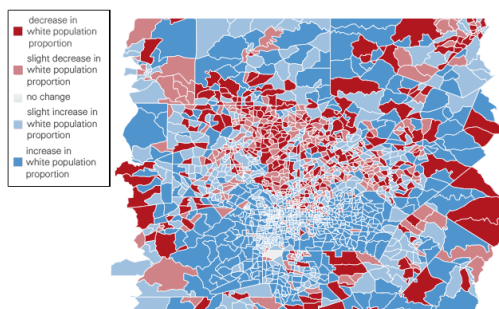 decrease in
white population
proportion
slight decrease in
white population
proportion
no change
slight increase in
white population
proportion
increase in
white population
proportion